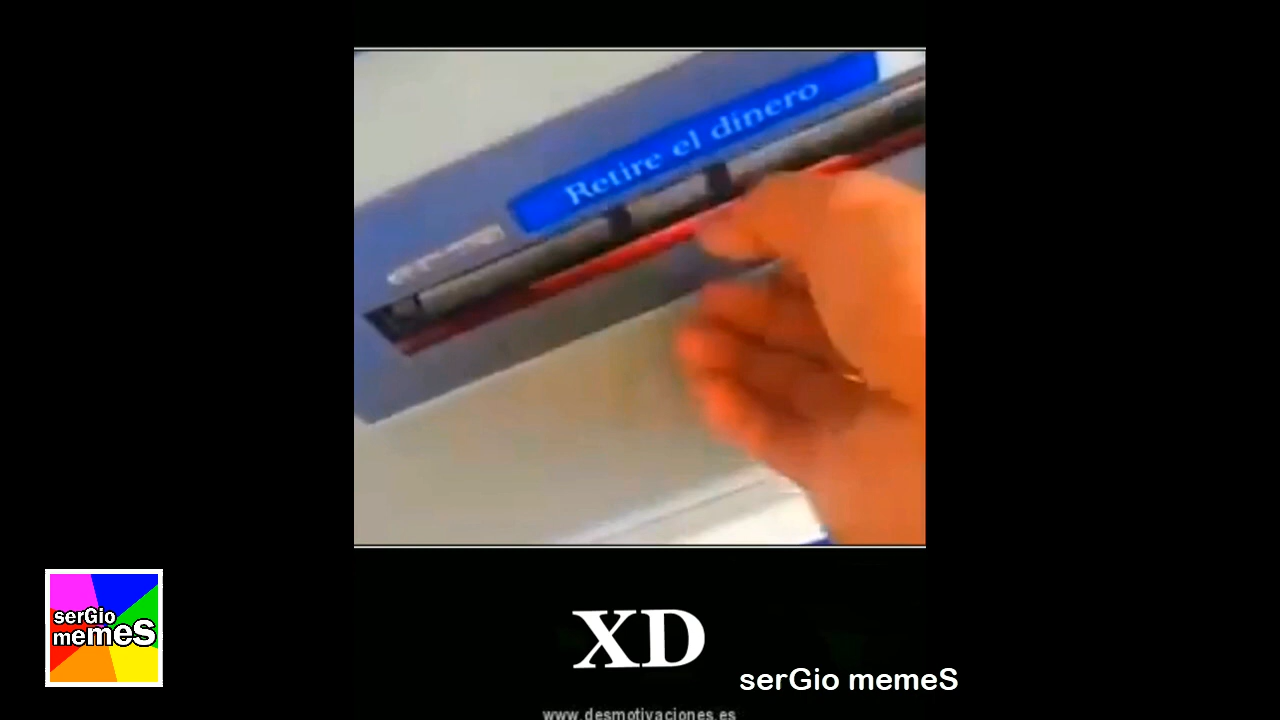 Retire el dinero
XD
serGio
memeS
serGio memeS
www.desmotivaciones.es